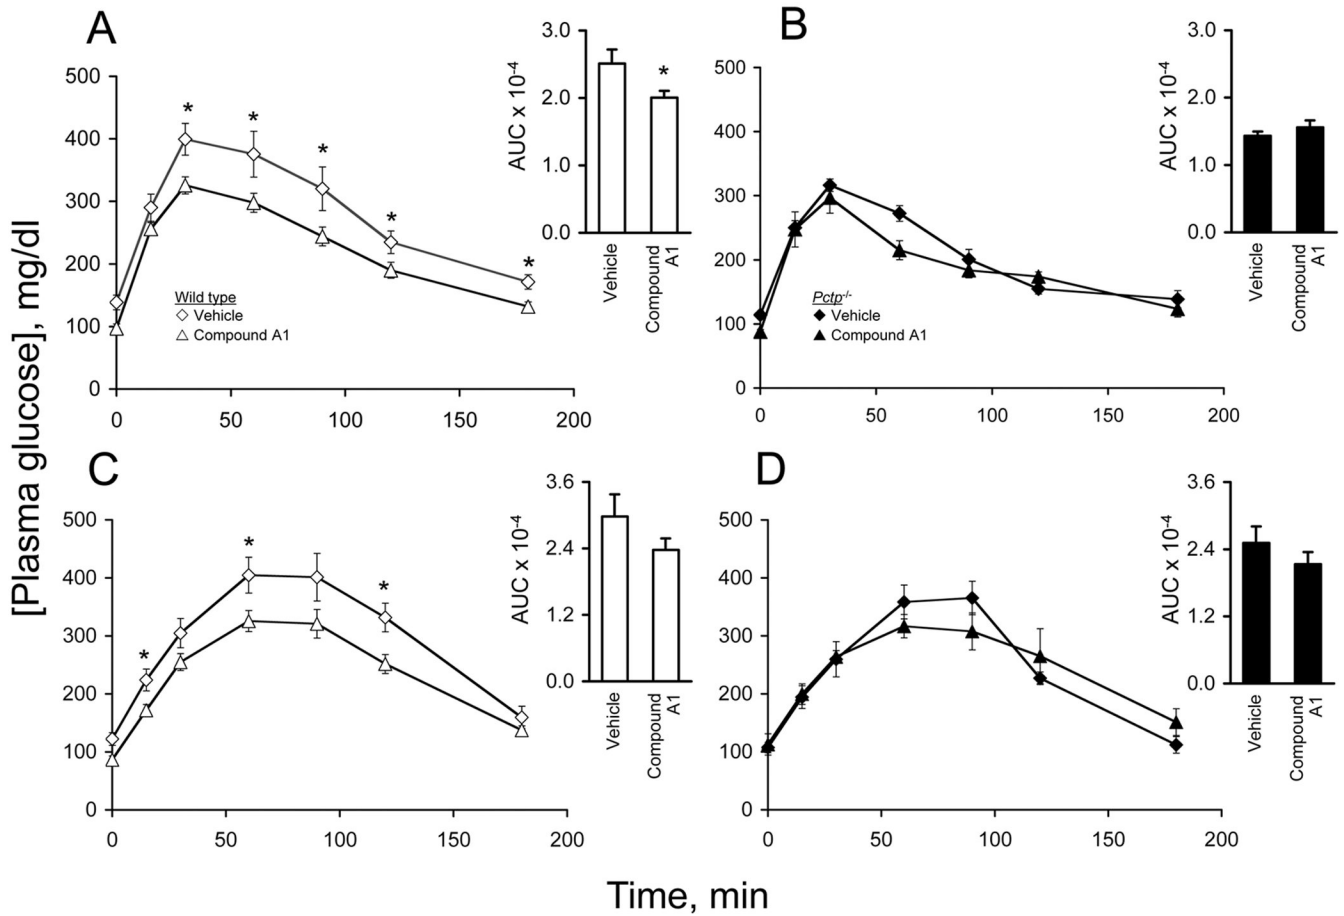 A
500
400
300
200
100
0
0
50
100
150
200
*
*
*
*
*
Wild type
Vehicle
Compound A1
3.0
2.0
1.0
0.0
AUC x 10⁻⁴
*
Vehicle
Compound
A1
B
500
400
300
200
100
0
0
50
100
150
200
Pctp⁻/⁻
Vehicle
Compound A1
3.0
2.0
1.0
0.0
AUC x 10⁻⁴
Vehicle
Compound
A1
[Plasma glucose], mg/dl
C
500
400
300
200
100
0
0
50
100
150
200
*
*
*
3.6
2.4
1.2
0.0
AUC x 10⁻⁴
Vehicle
Compound
A1
D
500
400
300
200
100
0
0
50
100
150
200
3.6
2.4
1.2
0.0
AUC x 10⁻⁴
Vehicle
Compound
A1
Time, min